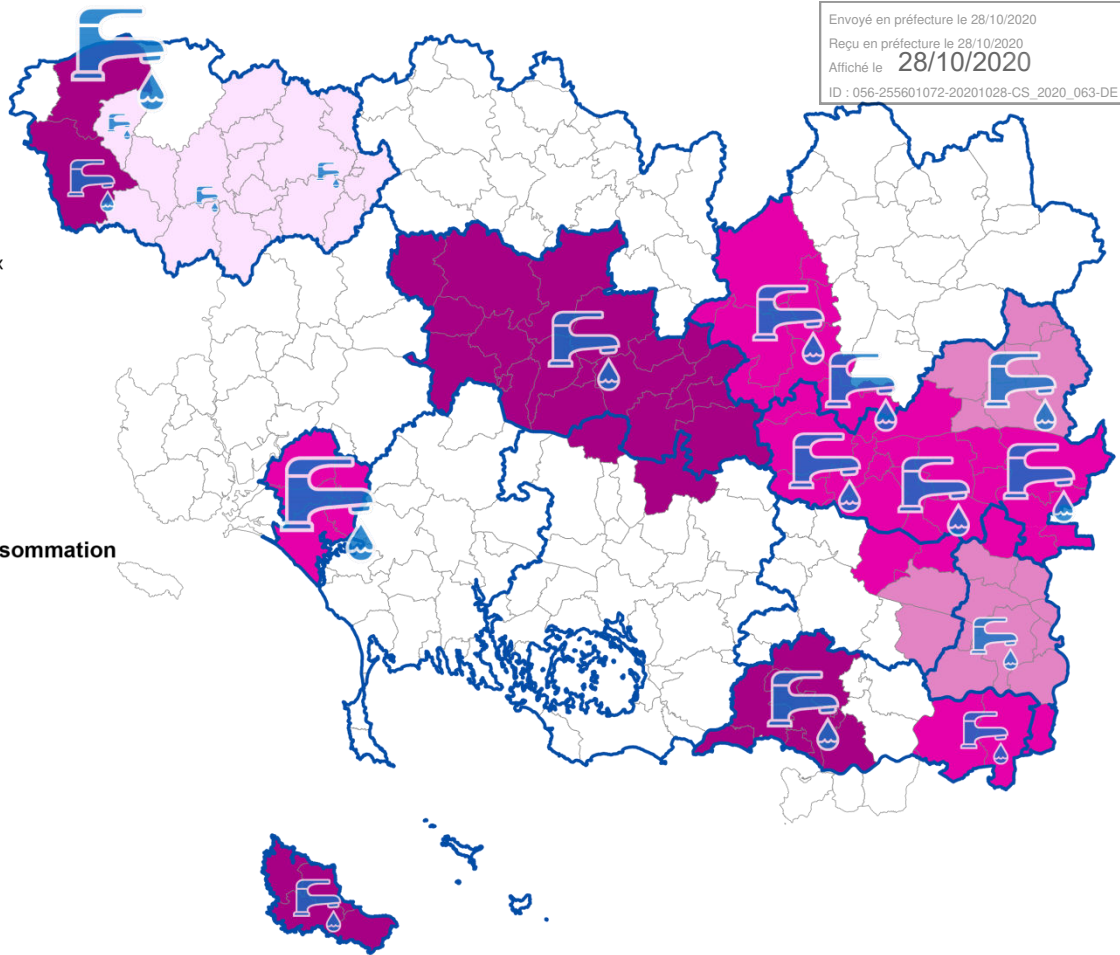 Envoyé en préfecture le 28/10/2020
Reçu en préfecture le 28/10/2020
Affiché le 28/10/2020
ID : 056-255601072-20201028-CS_2020_063-DE
x
sommation